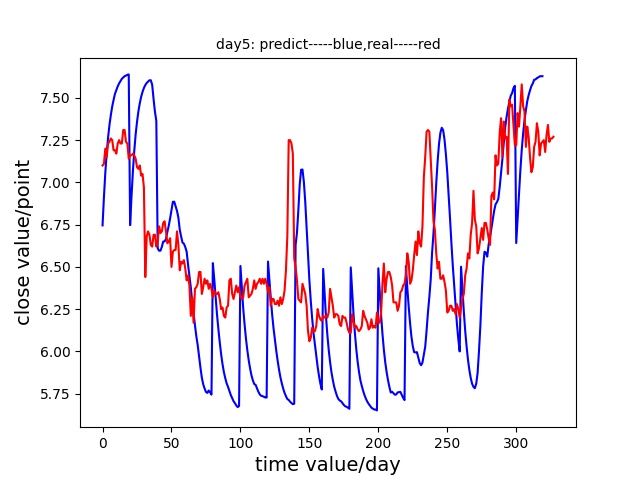 day5: predict-----blue,real-----red
close value/point
7.50
7.25
7.00
6.75
6.50
6.25
6.00
5.75
0 50 100 150 200 250 300
time value/day